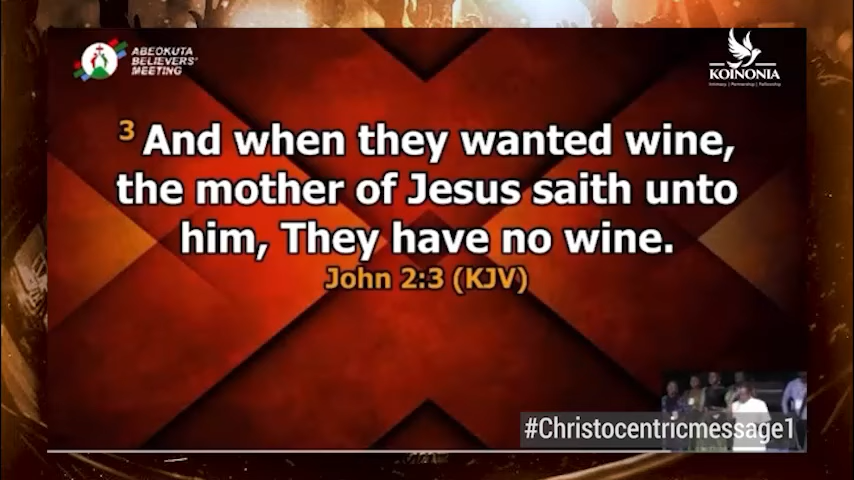 ABEOKUTA
BELIEVERS'
MEETING
KOINONIA
3 And when they wanted wine,
the mother of Jesus saith unto
him, They have no wine.
John 2:3 (KJV)
#Christocentricmessage1